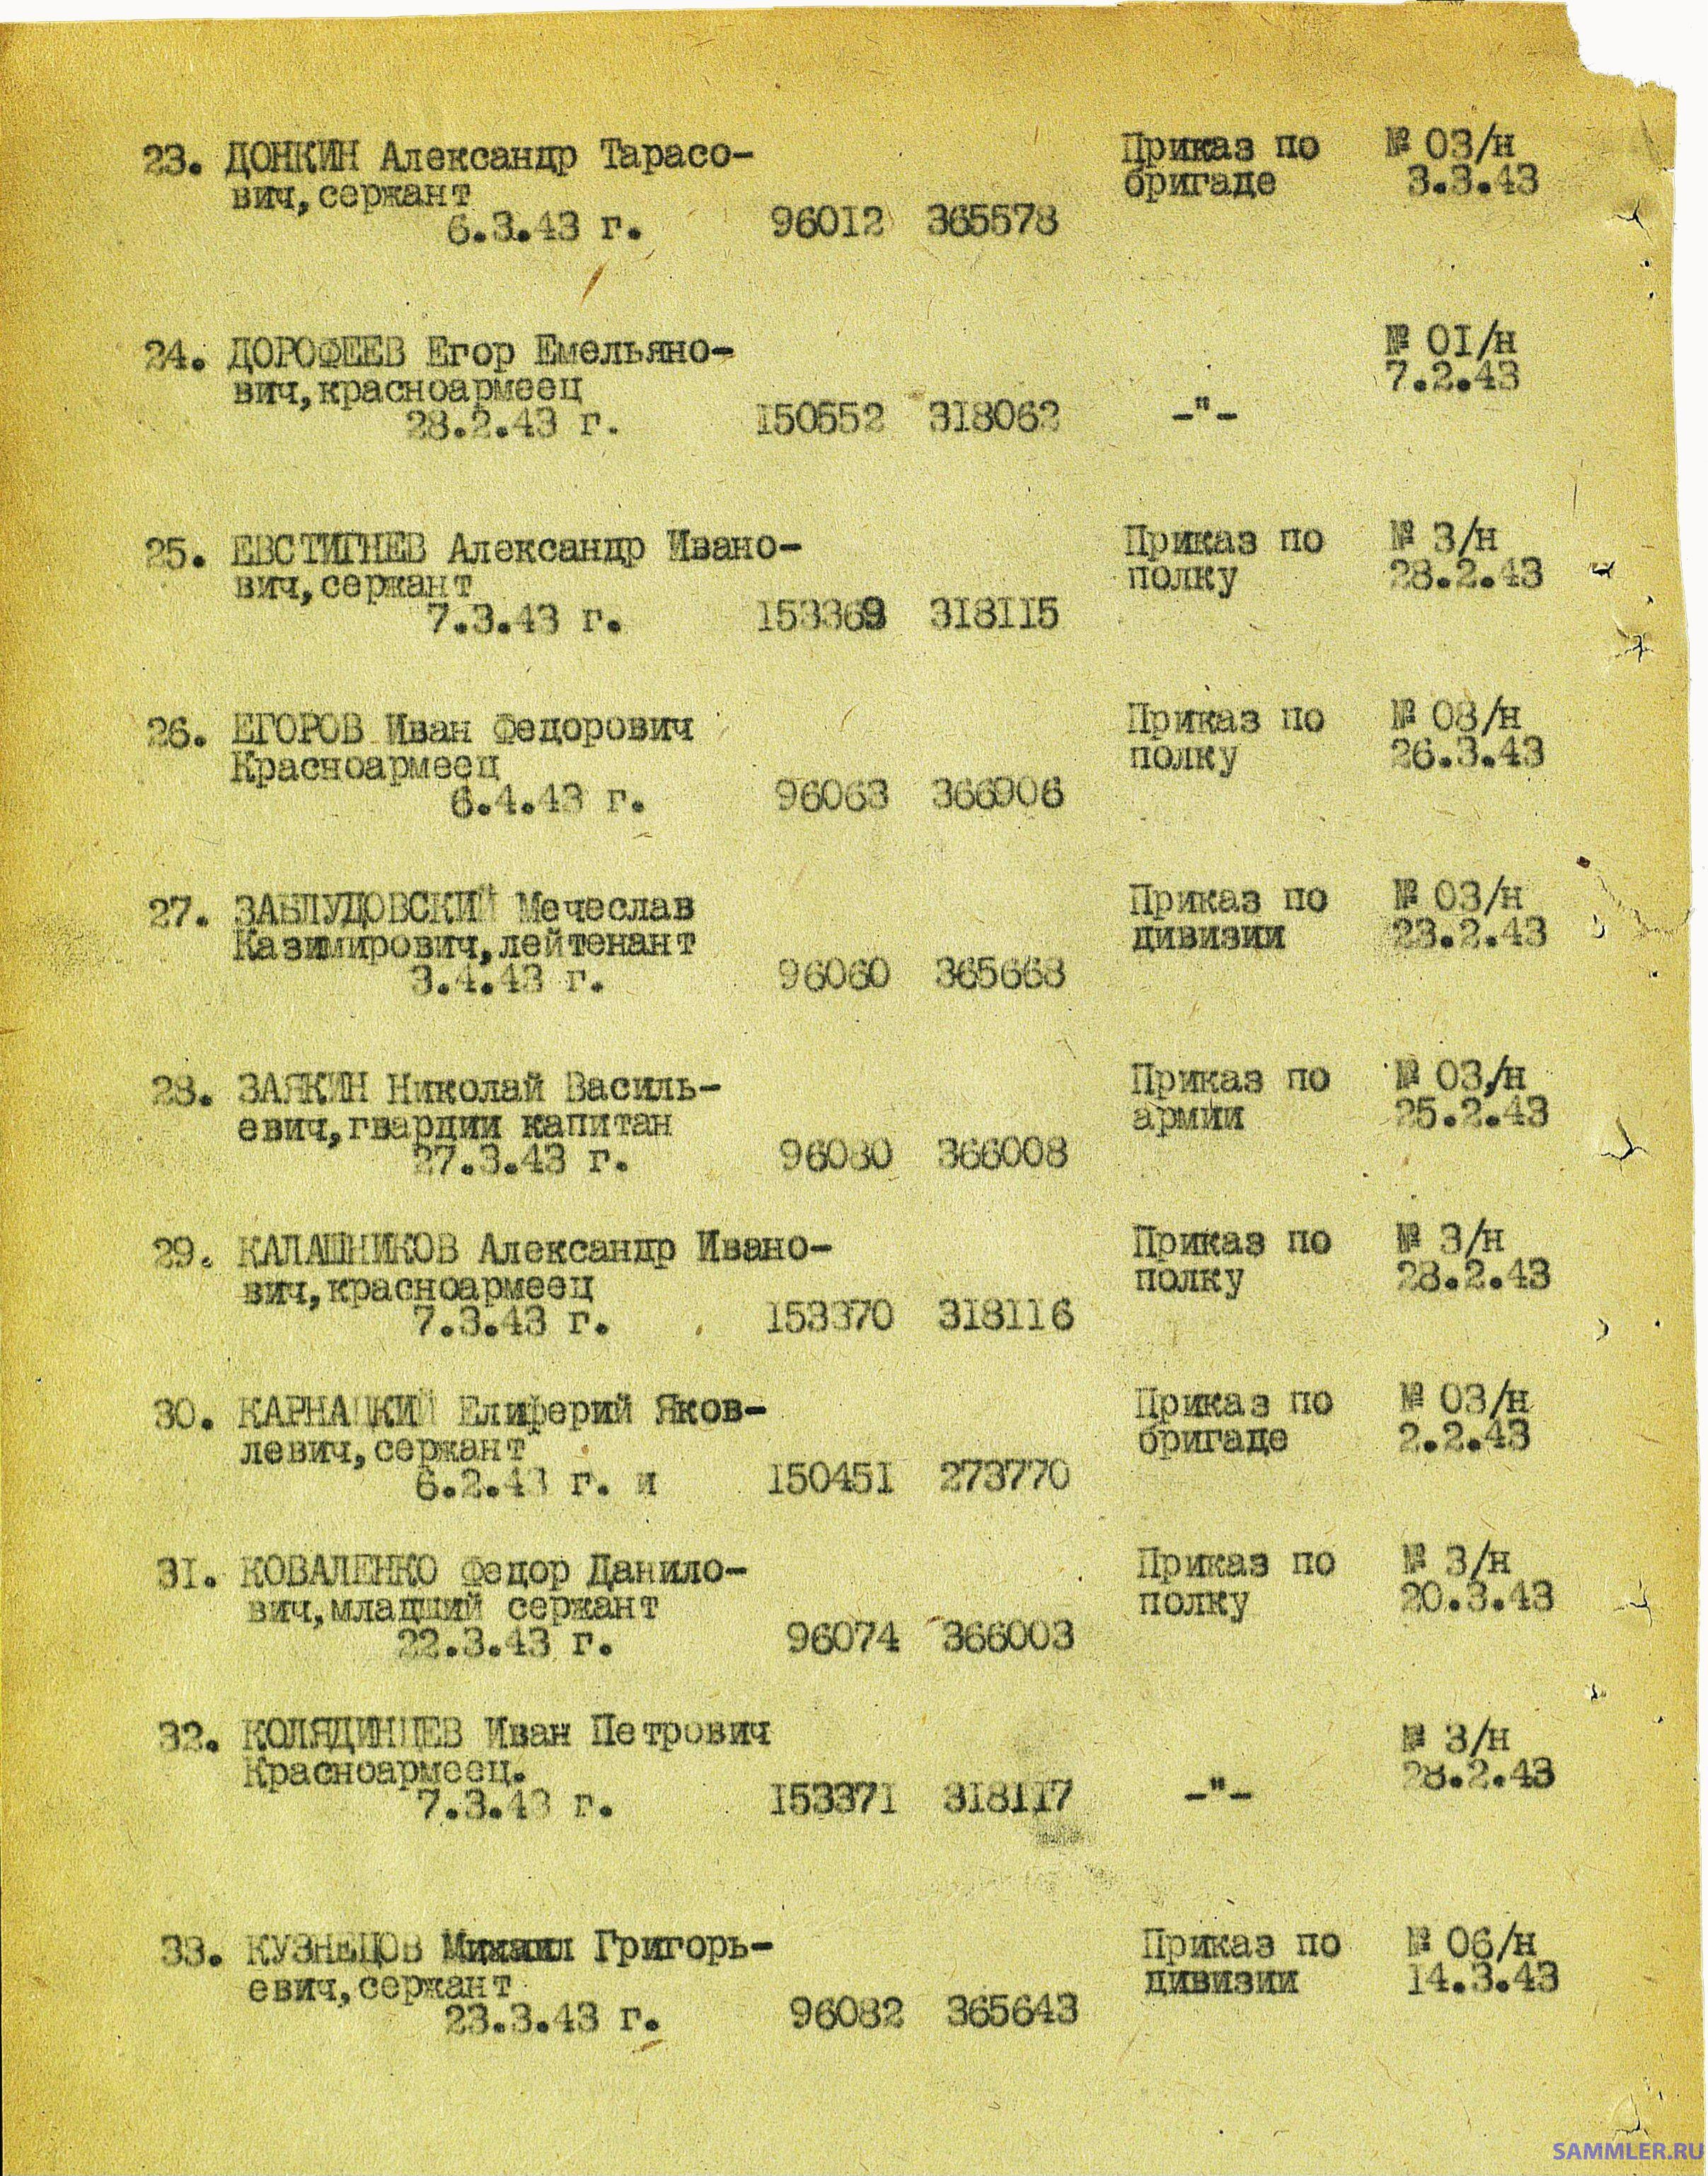 23. ДОНКИН Александр Тарасо- Приказ по № 03/н
вич, сержант бригаде 3.3.43
6.3.43 г. 96012 365578
24. ДОРОФЕЕВ Егор Емельяно- № 01/н
вич, красноармеец 7.2.43
28.2.43 г. 150552 318062 -"-
25. ЕВСТИГНЕВ Александр Ивано- Приказ по № 3/н
вич, сержант полку 28.2.43
7.3.43 г. 153369 318115
26. ЕГОРОВ Иван Федорович Приказ по № 08/н
Красноармеец полку 26.3.43
6.4.43 г. 96063 366906
27. ЗАБЛУДОВСКИЙ Мечеслав Приказ по № 03/н
Казимирович, лейтенант дивизии 23.2.43
3.4.43 г. 96060 365668
28. ЗАЯКИН Николай Василь- Приказ по № 03/н
евич, гвардии капитан армии 25.2.43
27.3.43 г. 96080 366008
29. КАЛАШНИКОВ Александр Ивано- Приказ по № 3/н
вич, красноармеец полку 28.2.43
7.3.43 г. 153370 318116
30. КАРНАЦКИЙ Елиферий Яков- Приказ по № 03/н
левич, сержант бригаде 2.2.43
6.2.43 г. и 150451 273770
31. КОВАЛЕНКО Федор Данило- Приказ по № 3/н
вич, младший сержант полку 20.3.43
22.3.43 г. 96074 366003
32. КОЛЯДИНЦЕВ Иван Петрович № 3/н
Красноармеец. 28.2.43
7.3.43 г. 153371 318117 -"-
33. КУЗНЕЦОВ Михаил Григорь- Приказ по № 06/н
евич, сержант дивизии 14.3.43
23.3.43 г. 96082 365643
SAMMLER.RU